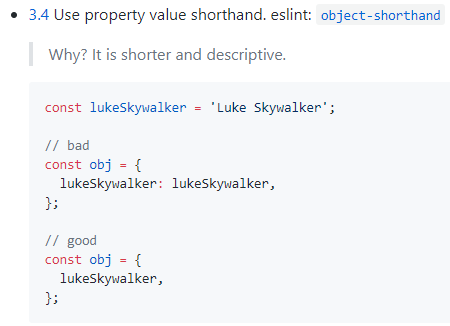 3.4 Use property value shorthand. eslint: object-shorthand
Why? It is shorter and descriptive.
const lukeSkywalker = 'Luke Skywalker';
// bad
const obj = {
  lukeSkywalker: lukeSkywalker,
};
// good
const obj = {
  lukeSkywalker,
};